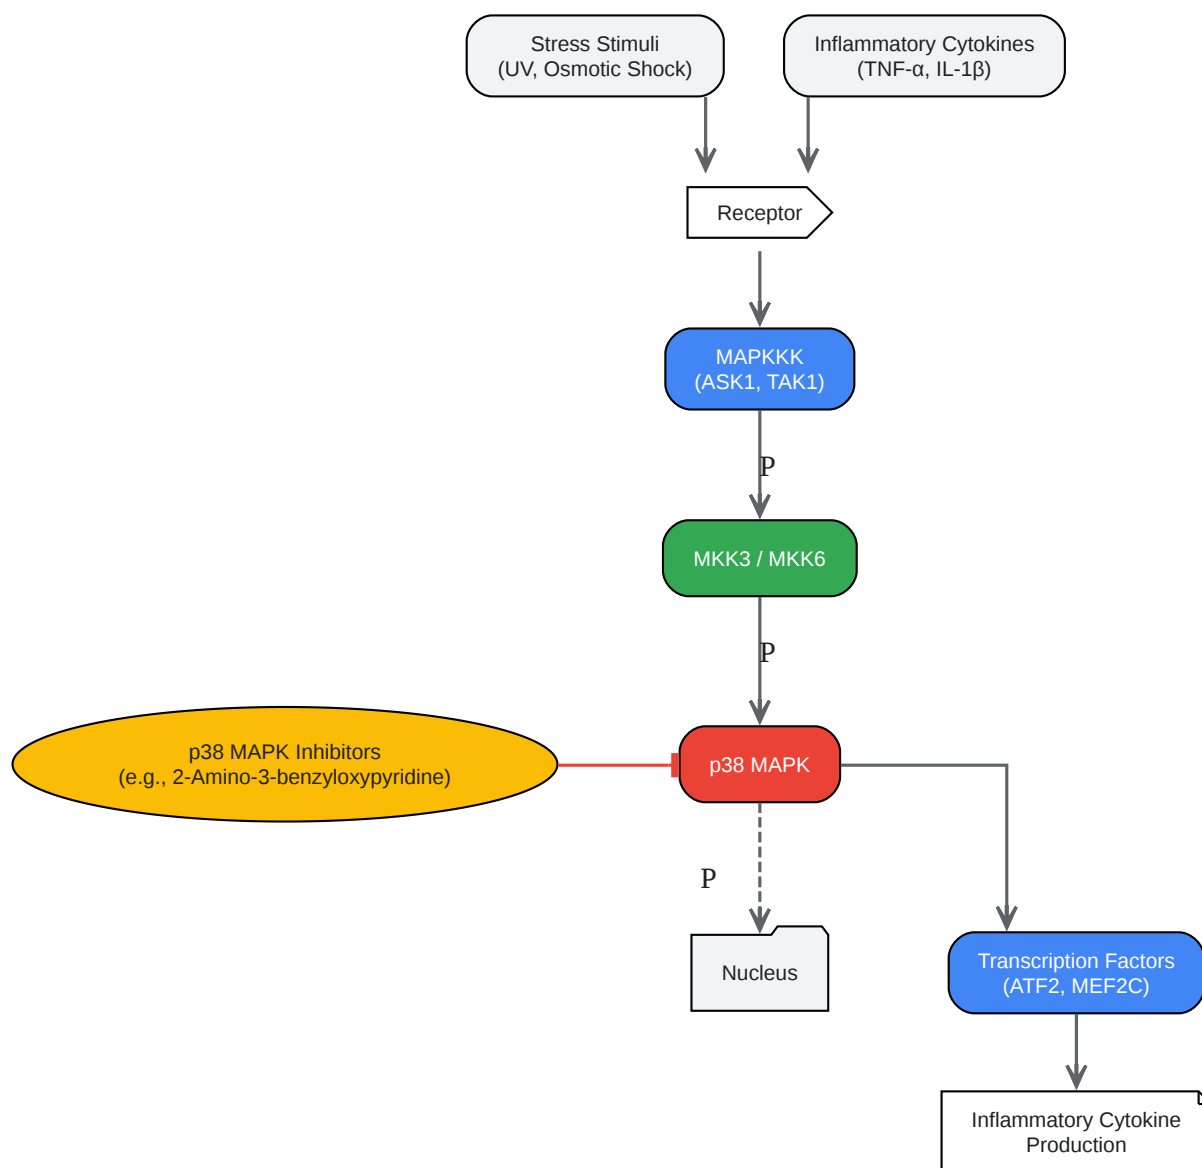 Stress Stimuli
(UV, Osmotic Shock)
Inflammatory Cytokines
(TNF-α, IL-1β)
Receptor
MAPKKK
(ASK1, TAK1)
P
MKK3 / MKK6
P
p38 MAPK Inhibitors
(e.g., 2-Amino-3-benzyloxypyridine)
p38 MAPK
P
Nucleus
Transcription Factors
(ATF2, MEF2C)
Inflammatory Cytokine
Production